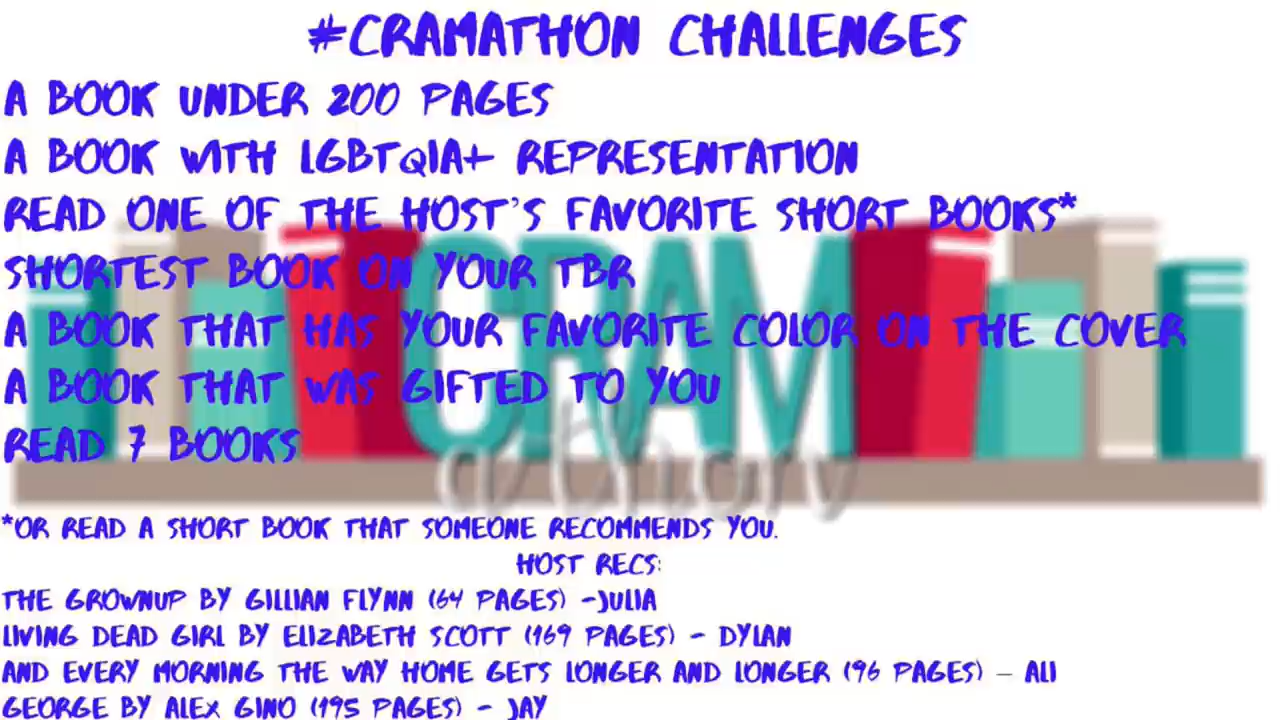 #CRAMATHON CHALLENGES
A BOOK UNDER 200 PAGES
A BOOK WITH LGBTQIA+ REPRESENTATION
READ ONE OF THE HOST'S FAVORITE SHORT BOOKS*
SHORTEST BOOK ON YOUR TBR
A BOOK THAT HAS YOUR FAVORITE COLOR ON THE COVER
A BOOK THAT WAS GIFTED TO YOU
READ 7 BOOKS
CRAM
athon
*OR READ A SHORT BOOK THAT SOMEONE RECOMMENDS YOU.
HOST RECS:
THE GROWNUP BY GILLIAN FLYNN (64 PAGES) -JULIA
LIVING DEAD GIRL BY ELIZABETH SCOTT (169 PAGES) - DYLAN
AND EVERY MORNING THE WAY HOME GETS LONGER AND LONGER (96 PAGES) – ALI
GEORGE BY ALEX GINO (195 PAGES) - JAY